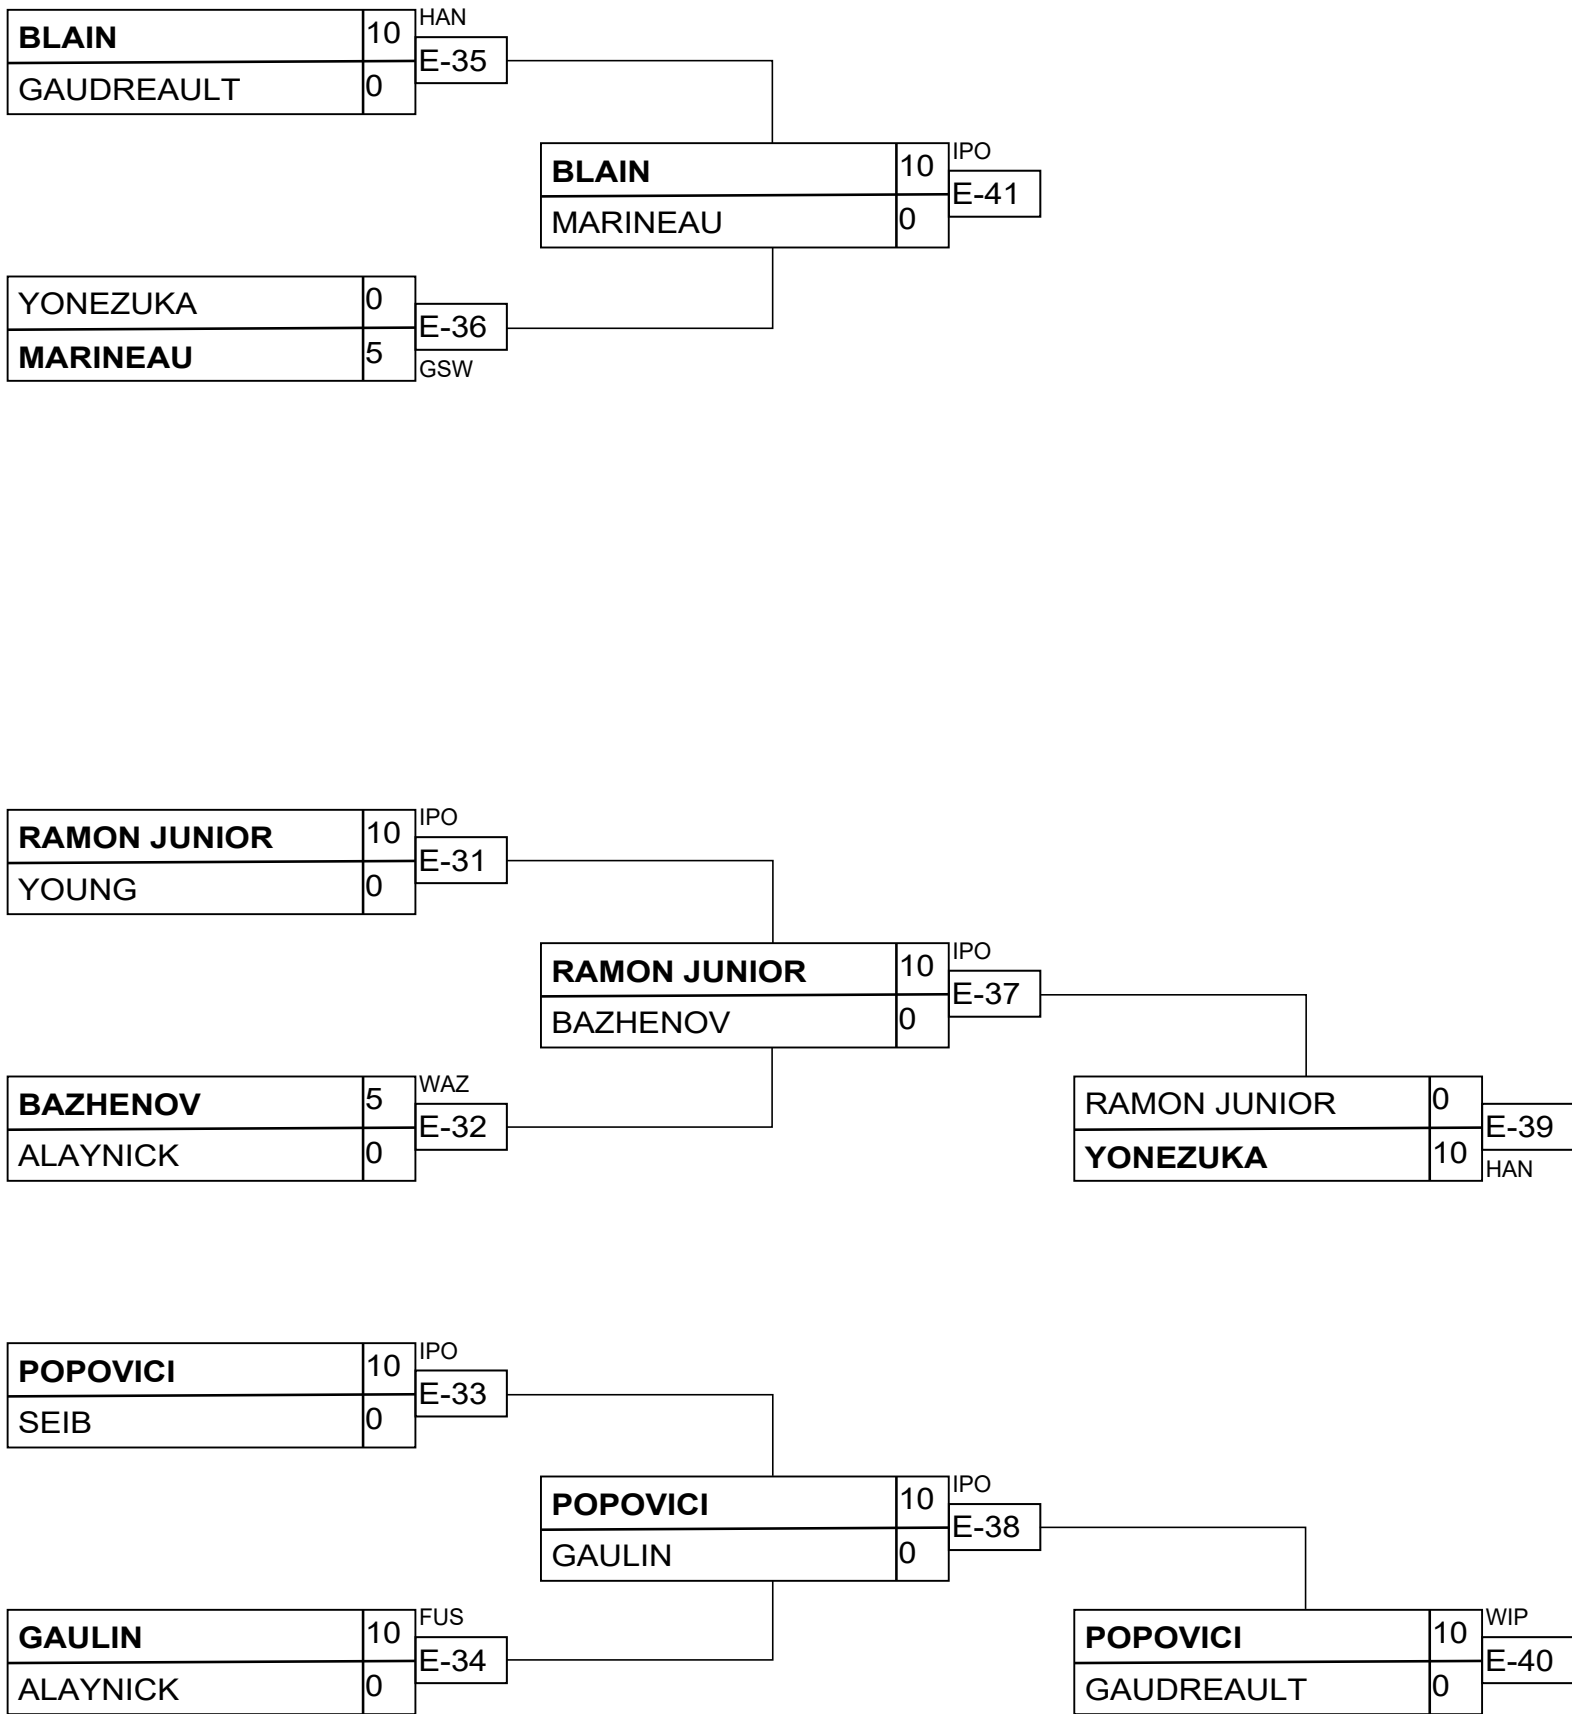 BLAIN 10 HAN
E-35
GAUDREAULT 0
BLAIN 10 IPO
E-41
MARINEAU 0
YONEZUKA 0
E-36
MARINEAU 5 GSW
RAMON JUNIOR 10 IPO
E-31
YOUNG 0
RAMON JUNIOR 10 IPO
E-37
BAZHENOV 0
BAZHENOV 5 WAZ
E-32
ALAYNICK 0
RAMON JUNIOR 0
E-39
YONEZUKA 10 HAN
POPOVICI 10 IPO
E-33
SEIB 0
POPOVICI 10 IPO
E-38
GAULIN 0
GAULIN 10 FUS
E-34
ALAYNICK 0
POPOVICI 10 WIP
E-40
GAUDREAULT 0